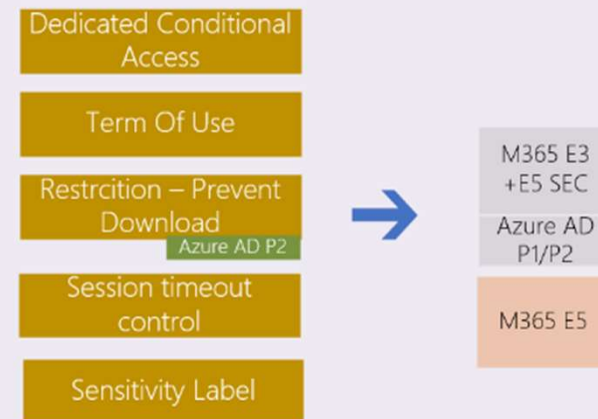 Dedicated Conditional
Access
Term Of Use
Restrcition – Prevent
Download
Azure AD P2
Session timeout
control
Sensitivity Label
M365 E3
+E5 SEC
Azure AD
P1/P2
M365 E5